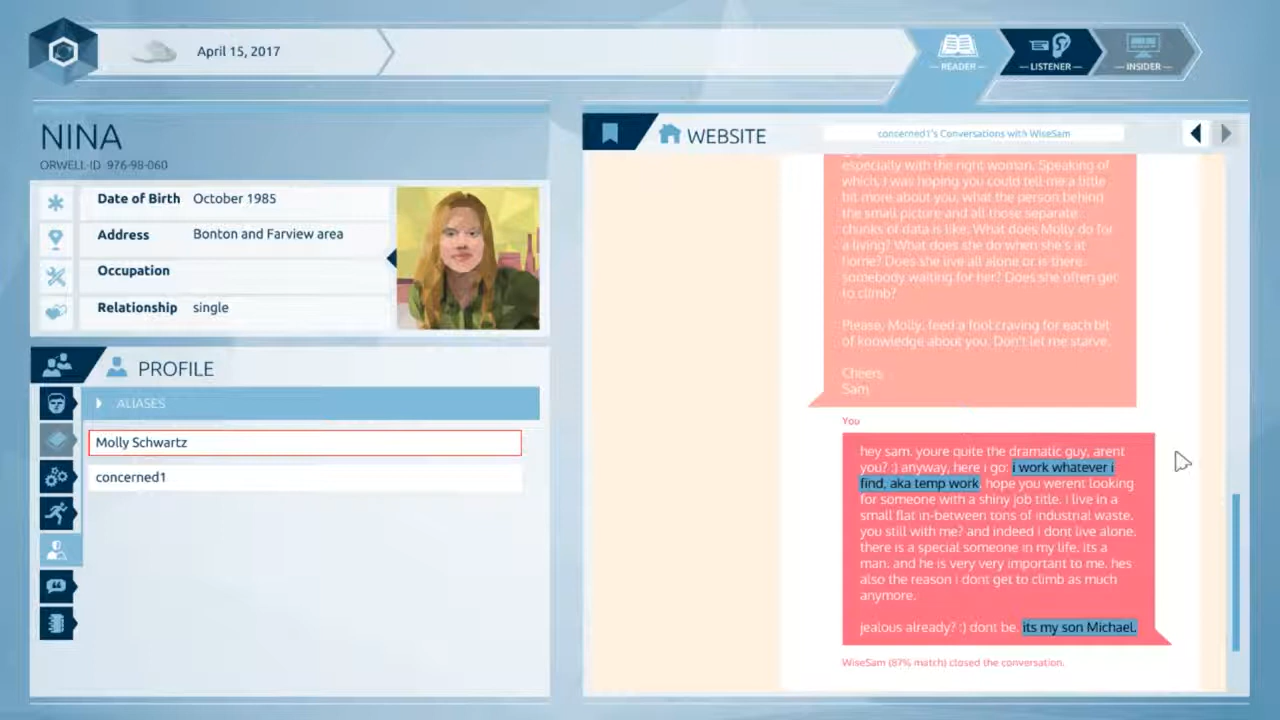 April 15, 2017
— READER —
— LISTENER —
— INSIDER —
NINA
ORWELL-ID 976-98-060
Date of Birth October 1985
Address Bonton and Farview area
Occupation
Relationship single
PROFILE
ALIASES
Molly Schwartz
concerned1
WEBSITE
concerned1's Conversations with WiseSam
especially with the right woman. Speaking of
which, I was hoping you could tell me a little
bit more about you, what the person behind
the small picture and all those separate
chunks of data is like. What does Molly do for
a living? What does she do when she's at
home? Does she live all alone or is there
somebody waiting for her? Does she often get
to climb?
Please, Molly, feed a fool craving for each bit
of knowledge about you. Don't let me starve.
Cheers
Sam
You
hey sam. youre quite the dramatic guy, arent
you? :) anyway, here i go: i work whatever i
find, aka temp work. hope you werent looking
for someone with a shiny job title. i live in a
small flat in-between tons of industrial waste.
you still with me? and indeed i dont live alone.
there is a special someone in my life. its a
man. and he is very very important to me. hes
also the reason i dont get to climb as much
anymore.
jealous already? :) dont be. its my son Michael.
WiseSam (87% match) closed the conversation.